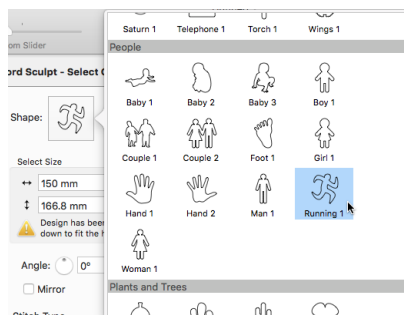 Saturn 1 Telephone 1 Torch 1 Wings 1
om Slider
People
ord Sculpt - Select
Baby 1 Baby 2 Baby 3 Boy 1
Shape:
Couple 1 Couple 2 Foot 1 Girl 1
Select Size
150 mm
166.8 mm
Hand 1 Hand 2 Man 1 Running 1
Design has been
down to fit the h
Angle: 0°
Woman 1
Mirror
Plants and Trees